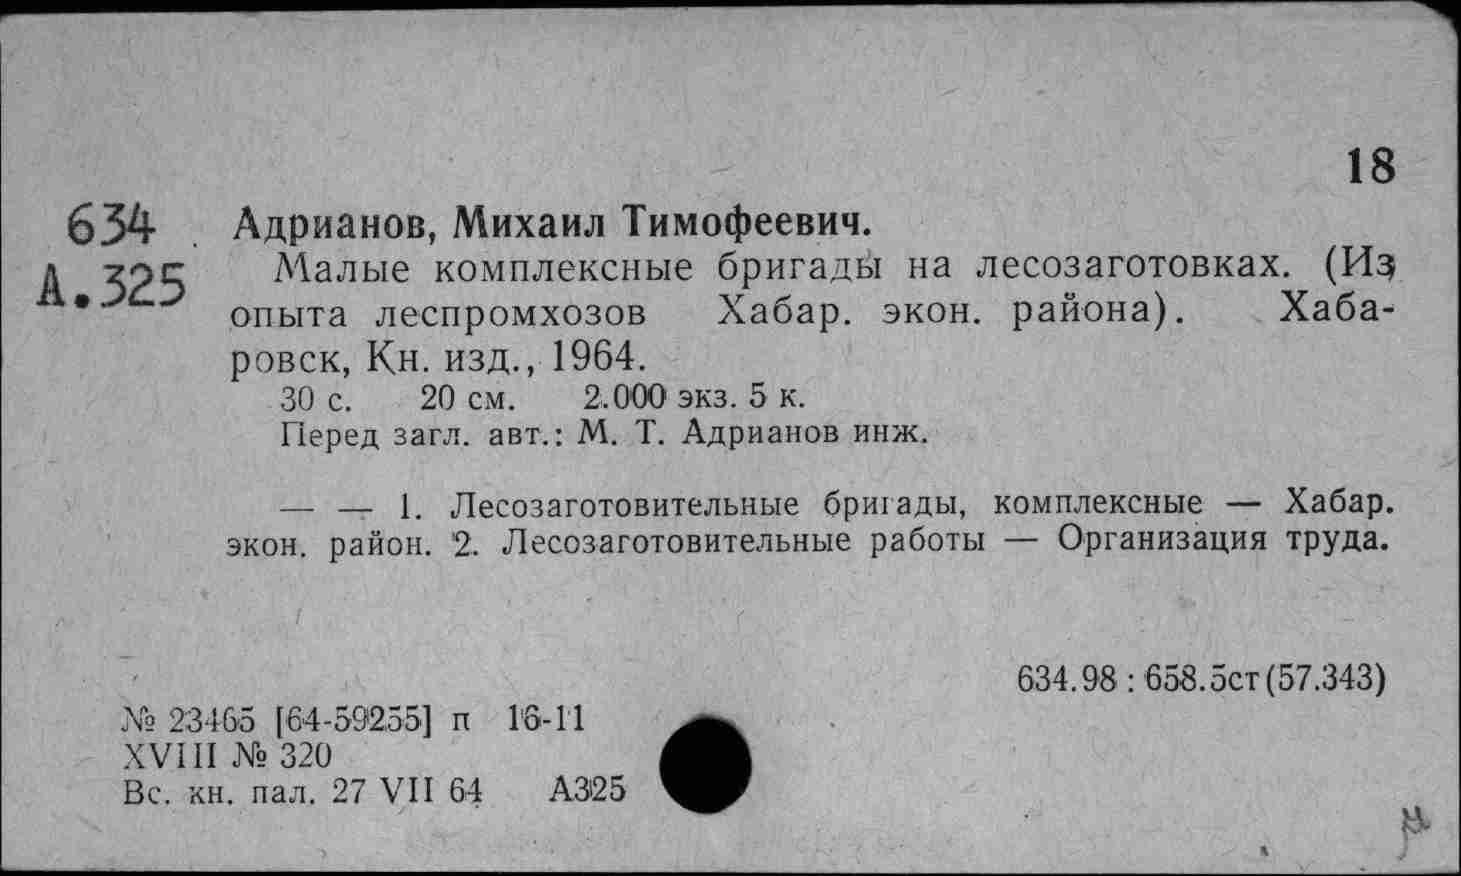 18
634 Адрианов, Михаил Тимофеевич.
А.325 Малые комплексные бригады на лесозаготовках. (Из
опыта леспромхозов Хабар. экон. района). Хаба-
ровск, Кн. изд., 1964.
30 с. 20 см. 2.000 экз. 5 к.
Перед загл. авт.: М. Т. Адрианов инж.
— — 1. Лесозаготовительные бригады, комплексные — Хабар.
экон. район. 2. Лесозаготовительные работы — Организация труда.
634.98 : 658.5ст(57.343)
№ 23465 [64-59255] п 16-11
XVIII № 320
Вс. кн. пал. 27 VII 64 А325